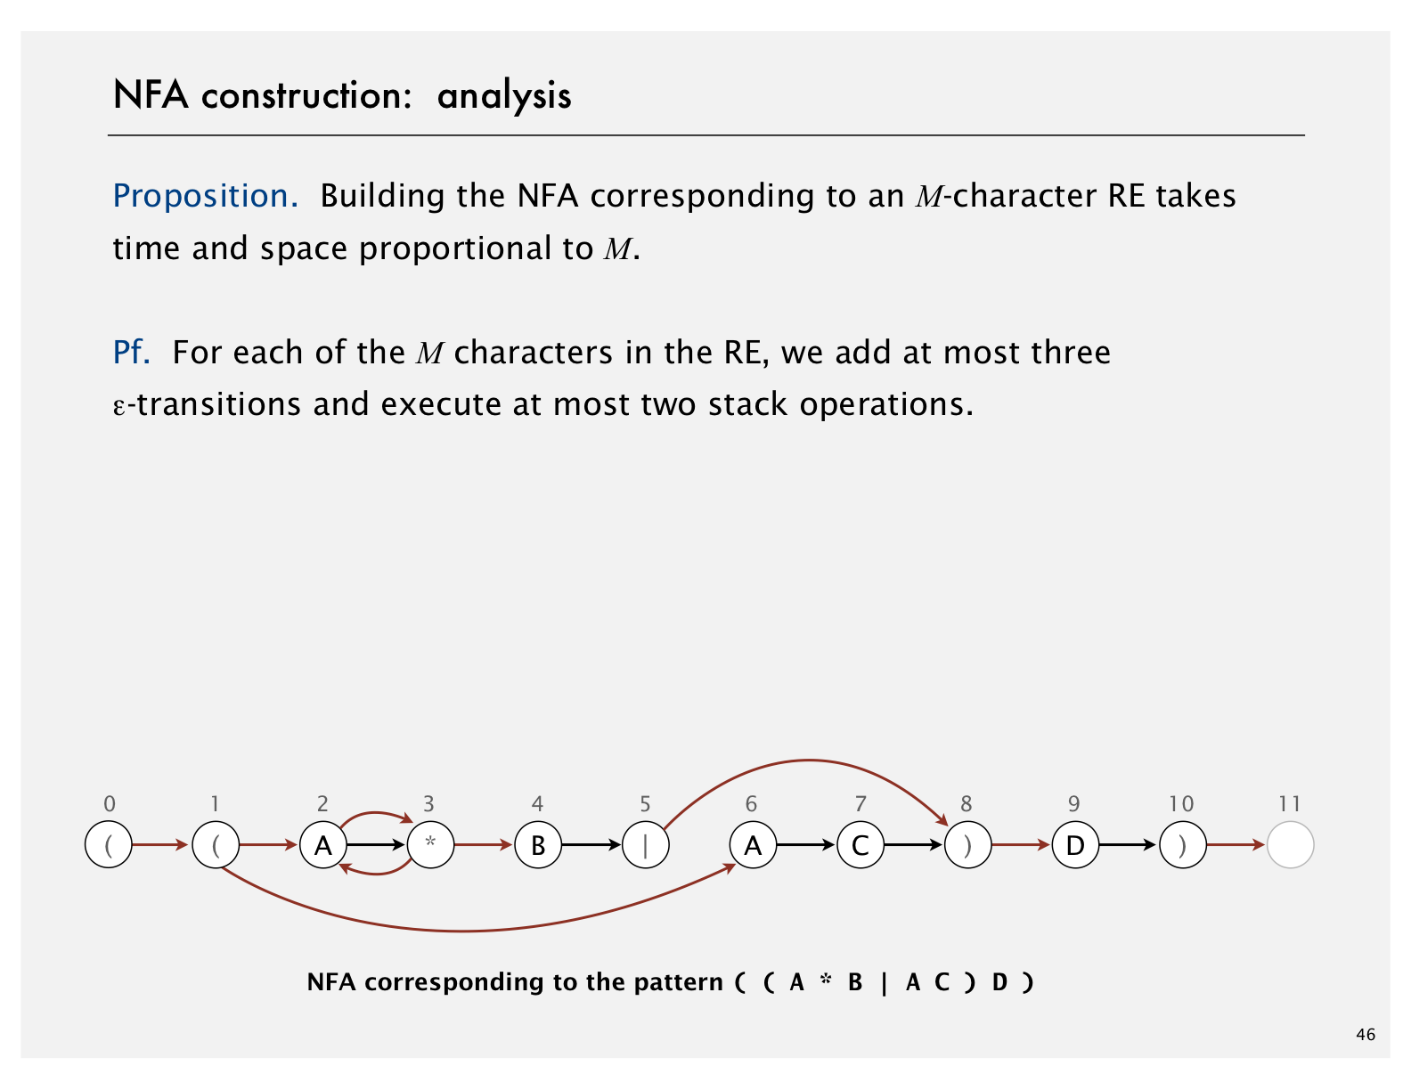 NFA construction: analysis
Proposition. Building the NFA corresponding to an M-character RE takes
time and space proportional to M.
Pf. For each of the M characters in the RE, we add at most three
ε-transitions and execute at most two stack operations.
0 1 2 3 4 5 6 7 8 9 10 11
( ( A * B | A C ) D )
NFA corresponding to the pattern ( ( A * B | A C ) D )
46